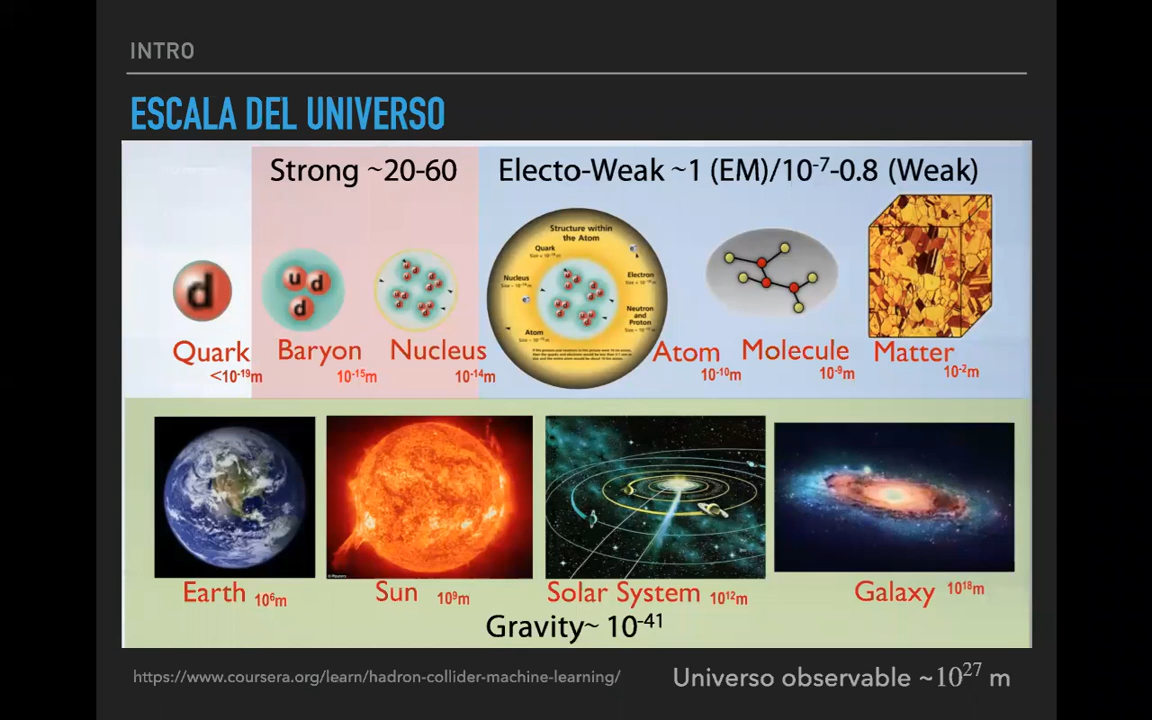 INTRO
ESCALA DEL UNIVERSO
Strong ~20-60
Electo-Weak ~1 (EM)/10⁻⁷-0.8 (Weak)
Structure within
the Atom
Quark
Nucleus
Electron
Neutron
and
Proton
Atom
d
u d
d
Quark
<10⁻¹⁹m
Baryon
10⁻¹⁵m
Nucleus
10⁻¹⁴m
Atom
10⁻¹⁰m
Molecule
10⁻⁹m
Matter
10⁻²m
Earth 10⁶m
Sun 10⁹m
Solar System 10¹²m
Galaxy 10¹⁸m
Gravity~ 10⁻⁴¹
https://www.coursera.org/learn/hadron-collider-machine-learning/
Universo observable ~10²⁷ m